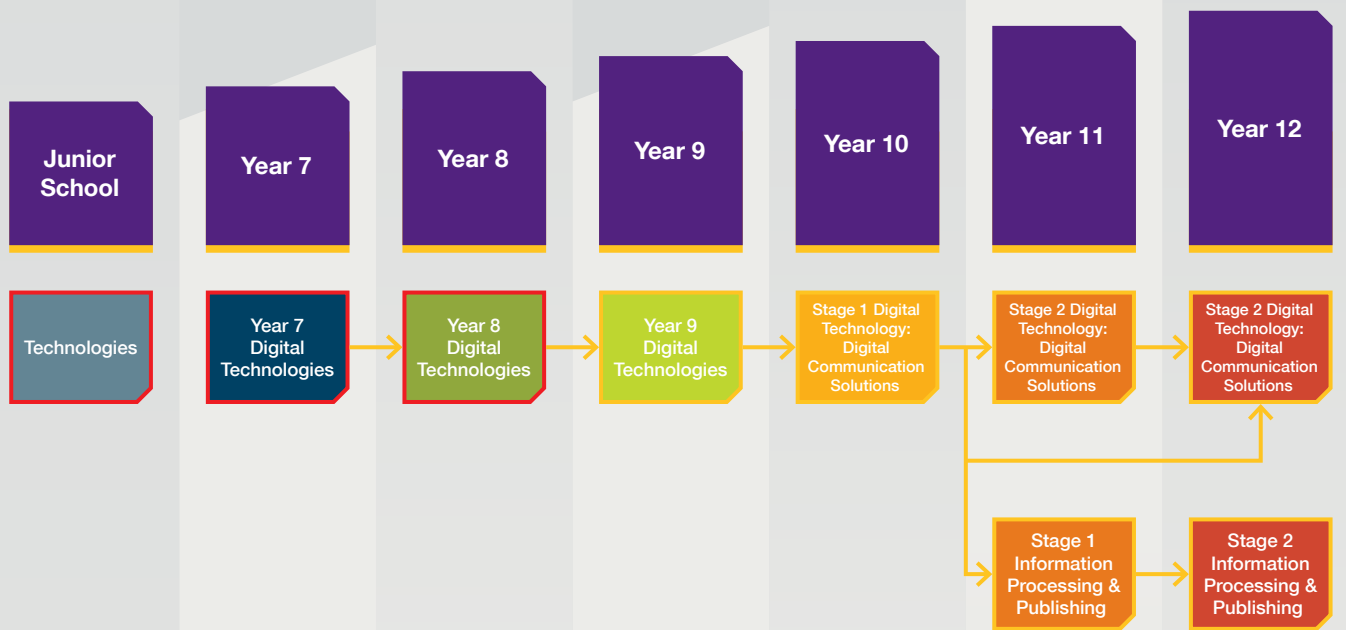 Junior
School
Year 7
Year 8
Year 9
Year 10
Year 11
Year 12
Technologies
Year 7
Digital
Technologies
Year 8
Digital
Technologies
Year 9
Digital
Technologies
Stage 1 Digital
Technology:
Digital
Communication
Solutions
Stage 2 Digital
Technology:
Digital
Communication
Solutions
Stage 2 Digital
Technology:
Digital
Communication
Solutions
Stage 1
Information
Processing &
Publishing
Stage 2
Information
Processing &
Publishing